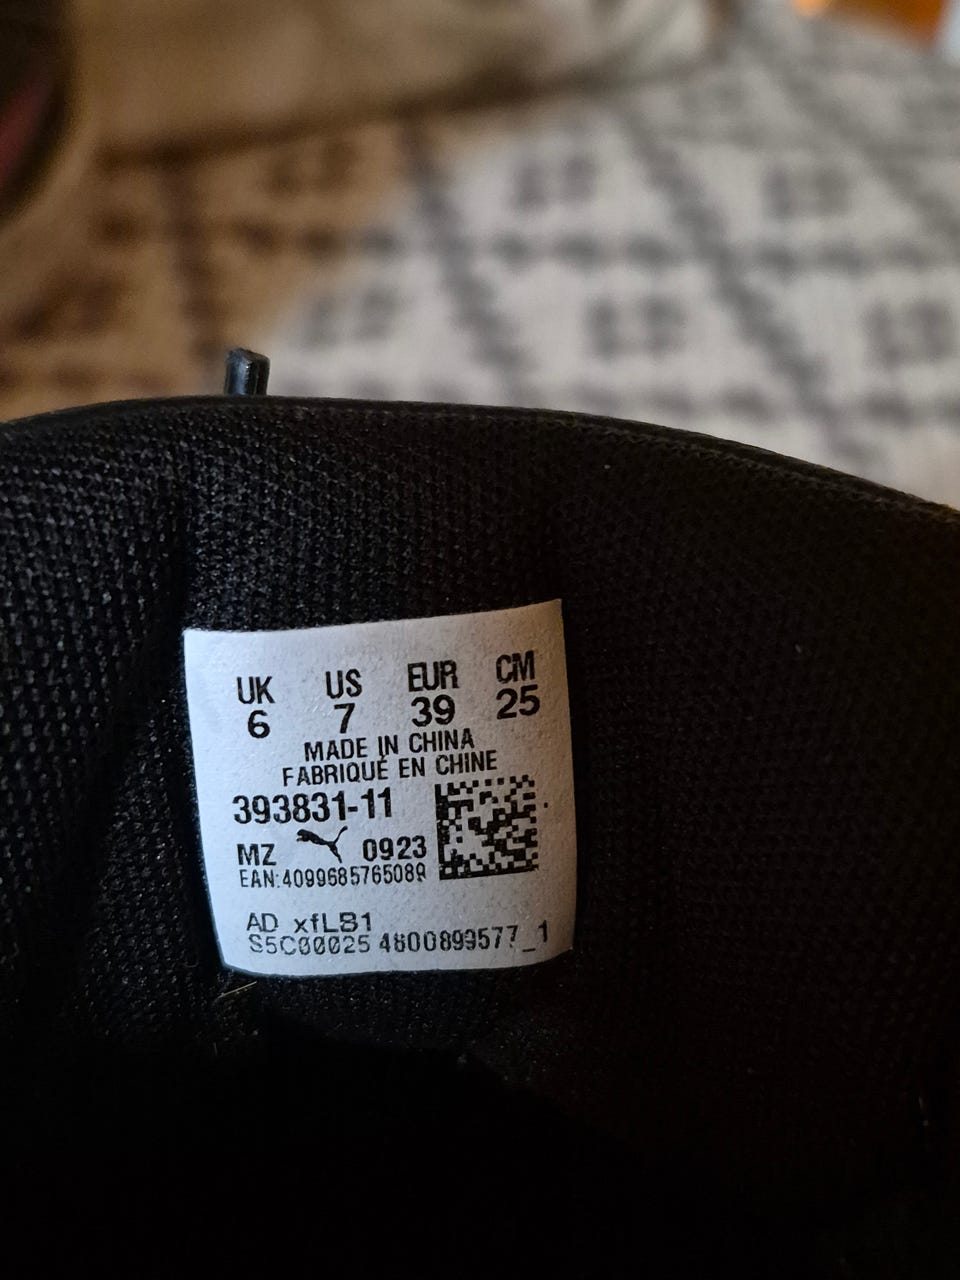 UK US EUR CM
6 7 39 25
MADE IN CHINA
FABRIQUÉ EN CHINE
393831-11
MZ 0923
EAN:4099685765089
AD xfLB1
S5C00025 4800899577_1